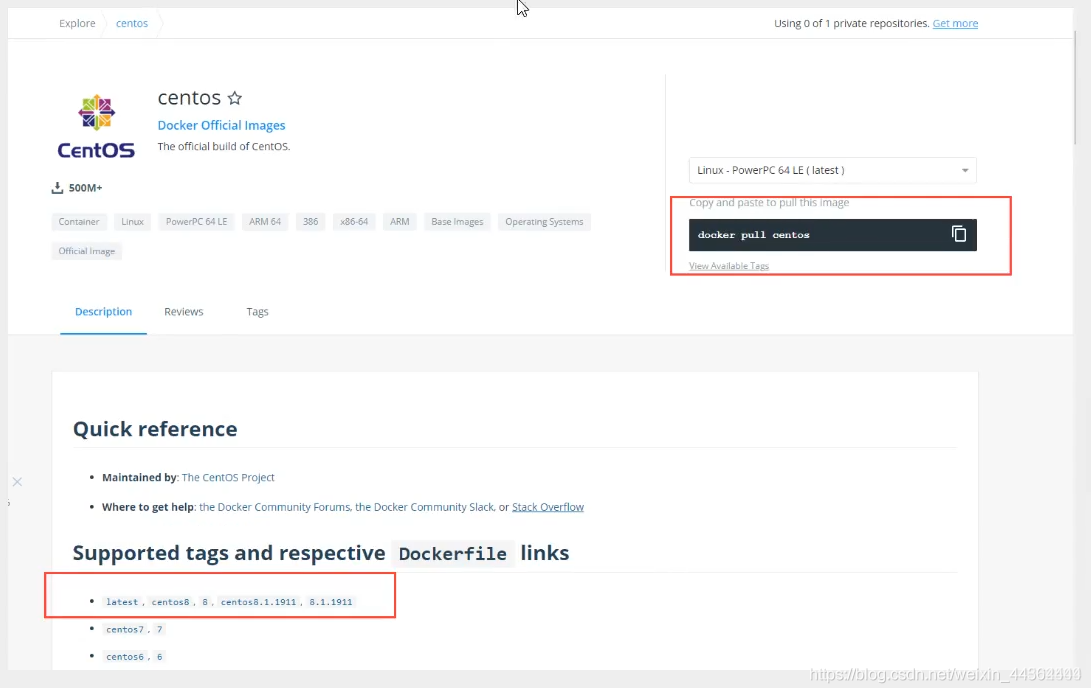 Explore centos Using 0 of 1 private repositories. Get more
centos
Docker Official Images
The official build of CentOS.
CentOS
500M+
Linux - PowerPC 64 LE ( latest )
Copy and paste to pull this image
docker pull centos
View Available Tags
Container Linux PowerPC 64 LE ARM 64 386 x86-64 ARM Base Images Operating Systems
Official Image
Description Reviews Tags
Quick reference
Maintained by: The CentOS Project
Where to get help: the Docker Community Forums, the Docker Community Slack, or Stack Overflow
Supported tags and respective Dockerfile links
latest , centos8 , 8 , centos8.1.1911 , 8.1.1911
centos7 , 7
centos6 , 6